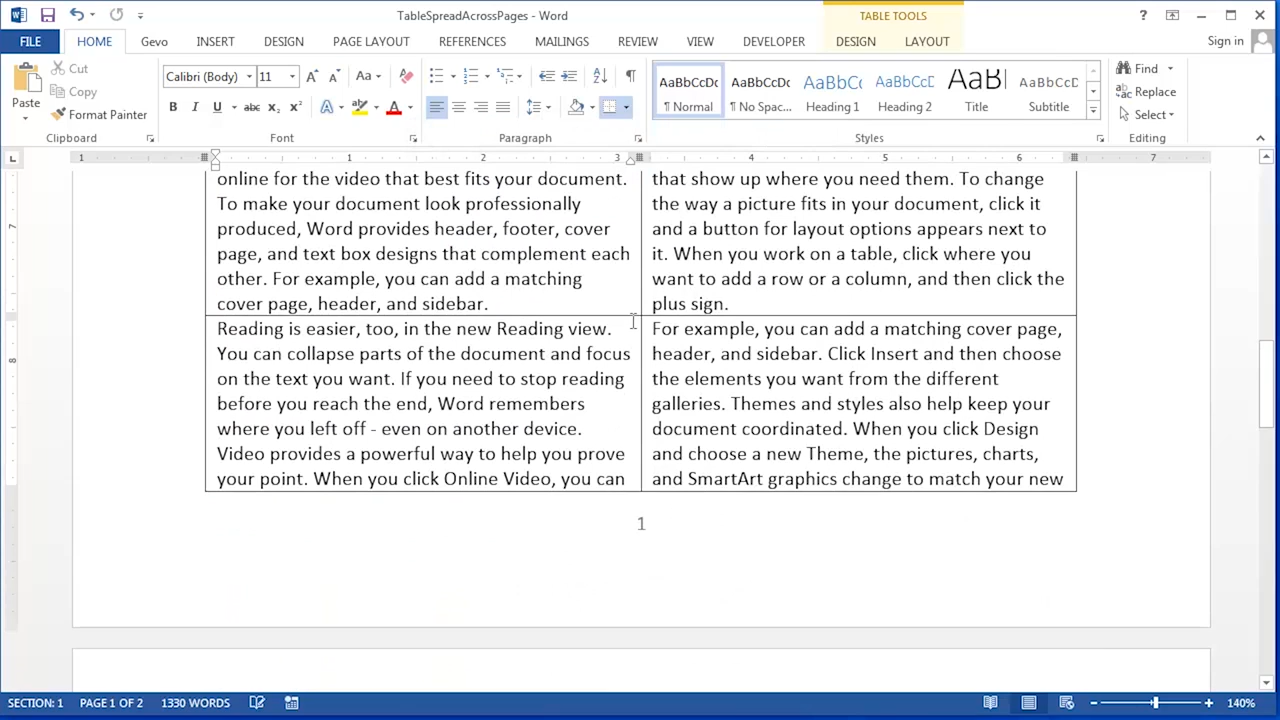 TableSpreadAcrossPages - Word
TABLE TOOLS
FILE HOME Gevo INSERT DESIGN PAGE LAYOUT REFERENCES MAILINGS REVIEW VIEW DEVELOPER DESIGN LAYOUT Sign in
Paste
Cut
Copy
Format Painter
Clipboard
Calibri (Body) 11
Font
Paragraph
AaBbCcDc
¶ Normal
AaBbCcDc
¶ No Spac...
AaBbC
Heading 1
AaBbCcD
Heading 2
AaB
Title
AaBbCcD
Subtitle
Styles
Find
Replace
Select
Editing
1 1 2 3 4 5 6 7
7
8
online for the video that best fits your document.
To make your document look professionally
produced, Word provides header, footer, cover
page, and text box designs that complement each
other. For example, you can add a matching
cover page, header, and sidebar.
that show up where you need them. To change
the way a picture fits in your document, click it
and a button for layout options appears next to
it. When you work on a table, click where you
want to add a row or a column, and then click the
plus sign.
Reading is easier, too, in the new Reading view.
You can collapse parts of the document and focus
on the text you want. If you need to stop reading
before you reach the end, Word remembers
where you left off - even on another device.
Video provides a powerful way to help you prove
your point. When you click Online Video, you can
For example, you can add a matching cover page,
header, and sidebar. Click Insert and then choose
the elements you want from the different
galleries. Themes and styles also help keep your
document coordinated. When you click Design
and choose a new Theme, the pictures, charts,
and SmartArt graphics change to match your new
1
SECTION: 1 PAGE 1 OF 2 1330 WORDS 140%